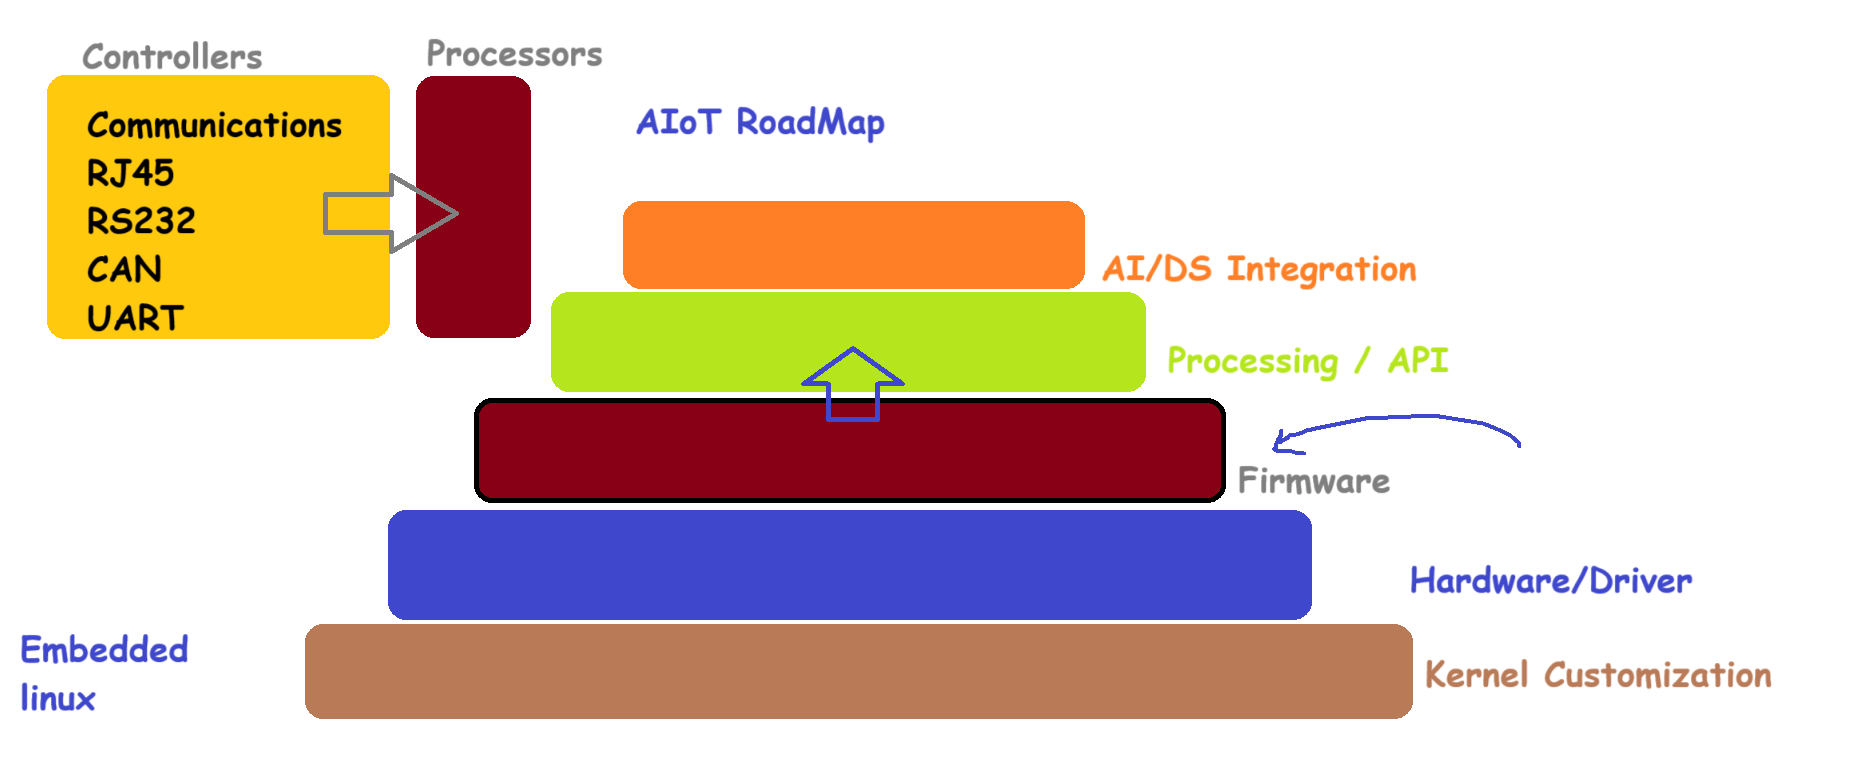 Controllers
Processors
Communications
RJ45
RS232
CAN
UART
AIoT RoadMap
AI/DS Integration
Processing / API
Firmware
Hardware/Driver
Embedded
linux
Kernel Customization